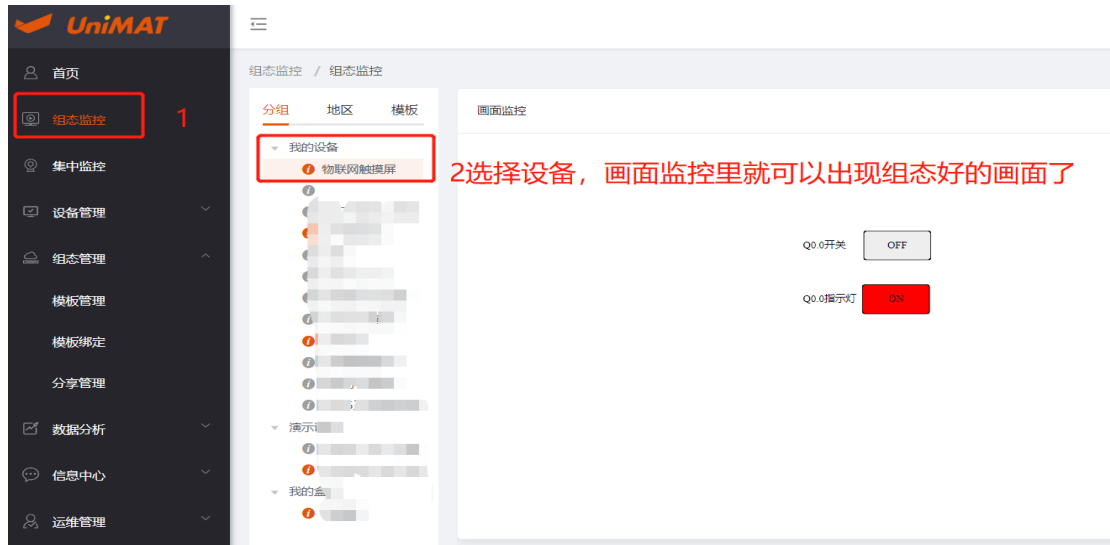 UniMAT
首页
组态监控
1
集中监控
设备管理
组态管理
模板管理
模板绑定
分享管理
数据分析
信息中心
运维管理
组态监控 / 组态监控
分组 地区 模板
我的设备
物联网触摸屏
演示
我的盒
画面监控
2选择设备，画面监控里就可以出现组态好的画面了
Q0.0开关 OFF
Q0.0指示灯 ON